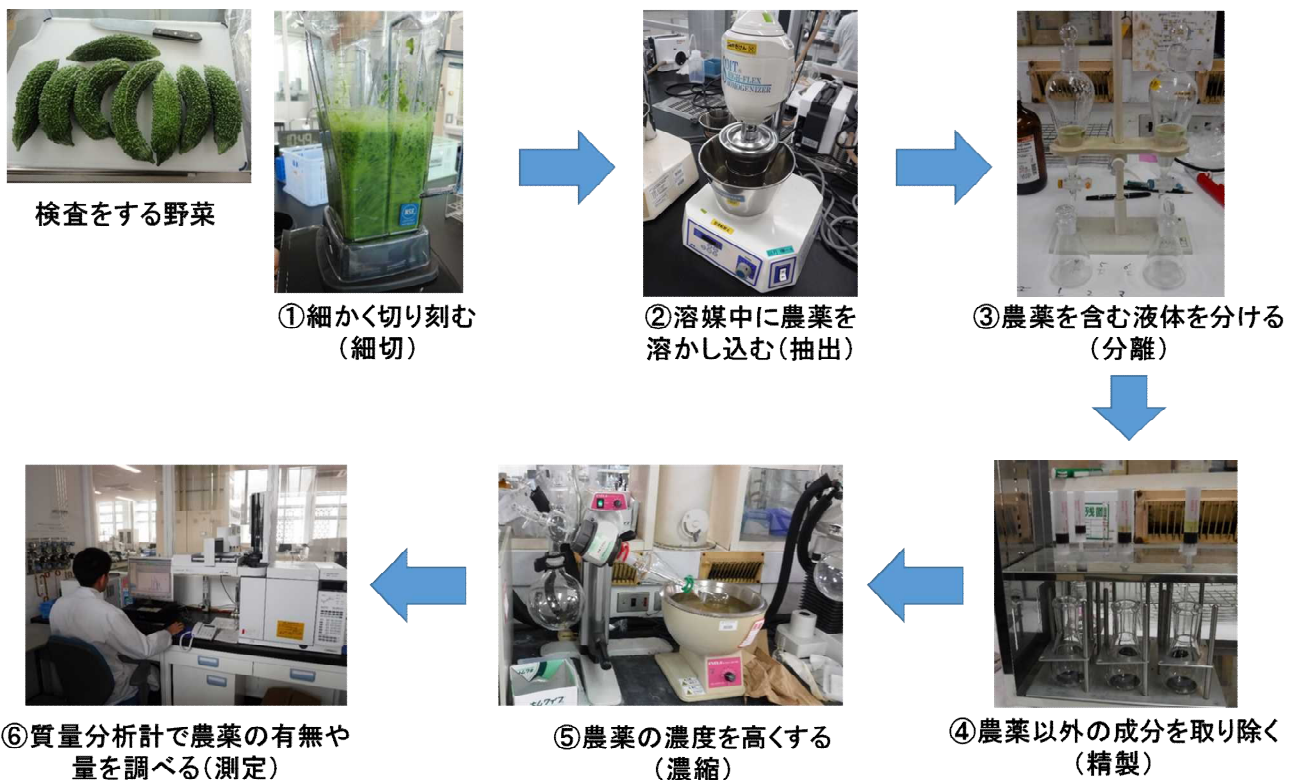 検査をする野菜
①細かく切り刻む
(細切)
②溶媒中に農薬を
溶かし込む(抽出)
③農薬を含む液体を分ける
(分離)
④農薬以外の成分を取り除く
(精製)
⑤農薬の濃度を高くする
(濃縮)
⑥質量分析計で農薬の有無や
量を調べる(測定)
HOMOGENIZER
残農